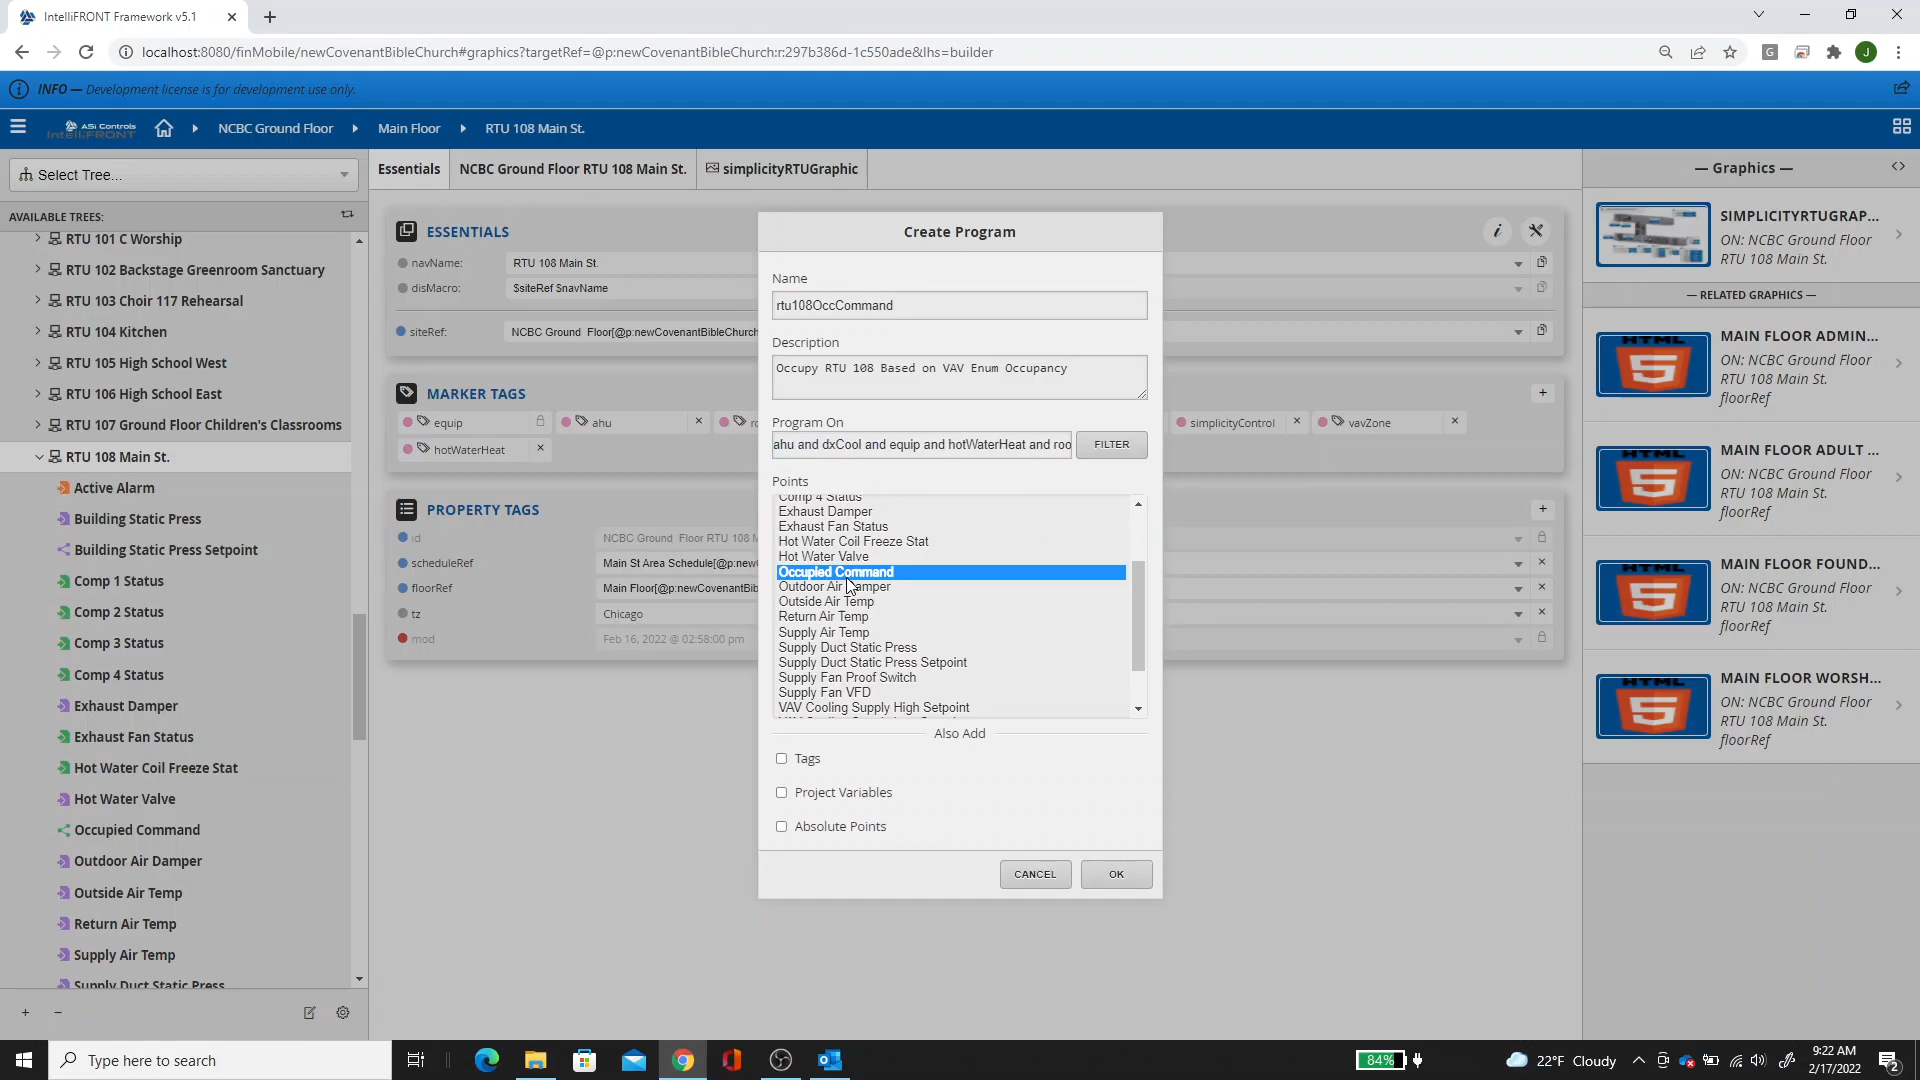 IntelliFRONT Framework v5.1
localhost:8080/finMobile/newCovenantBibleChurch#graphics?targetRef=@p:newCovenantBibleChurch:r:297b386d-1c550ade&lhs=builder
G
J
INFO — Development license is for development use only.
ASI Controls
IntelliFRONT
NCBC Ground Floor
Main Floor
RTU 108 Main St.
Select Tree...
AVAILABLE TREES:
RTU 101 C Worship
RTU 102 Backstage Greenroom Sanctuary
RTU 103 Choir 117 Rehearsal
RTU 104 Kitchen
RTU 105 High School West
RTU 106 High School East
RTU 107 Ground Floor Children's Classrooms
RTU 108 Main St.
Active Alarm
Building Static Press
Building Static Press Setpoint
Comp 1 Status
Comp 2 Status
Comp 3 Status
Comp 4 Status
Exhaust Damper
Exhaust Fan Status
Hot Water Coil Freeze Stat
Hot Water Valve
Occupied Command
Outdoor Air Damper
Outside Air Temp
Return Air Temp
Supply Air Temp
Supply Duct Static Press
Essentials
NCBC Ground Floor RTU 108 Main St.
simplicityRTUGraphic
ESSENTIALS
navName:
RTU 108 Main St.
disMacro:
$siteRef $navName
siteRef:
NCBC Ground Floor[@p:newCovenantBibleChurch
MARKER TAGS
equip
ahu
simplicityControl
vavZone
hotWaterHeat
PROPERTY TAGS
id
NCBC Ground Floor RTU 108 M
scheduleRef
Main St Area Schedule[@p:new
floorRef
Main Floor[@p:newCovenantBib
tz
Chicago
mod
Feb 16, 2022 @ 02:58:00 pm
Create Program
Name
rtu108OccCommand
Description
Occupy RTU 108 Based on VAV Enum Occupancy
Program On
ahu and dxCool and equip and hotWaterHeat and roo
FILTER
Points
Comp 4 Status
Exhaust Damper
Exhaust Fan Status
Hot Water Coil Freeze Stat
Hot Water Valve
Occupied Command
Outdoor Air Damper
Outside Air Temp
Return Air Temp
Supply Air Temp
Supply Duct Static Press
Supply Duct Static Press Setpoint
Supply Fan Proof Switch
Supply Fan VFD
VAV Cooling Supply High Setpoint
Also Add
Tags
Project Variables
Absolute Points
CANCEL
OK
— Graphics —
SIMPLICITYRTUGRAP...
ON: NCBC Ground Floor
RTU 108 Main St.
— RELATED GRAPHICS —
MAIN FLOOR ADMIN...
ON: NCBC Ground Floor
RTU 108 Main St.
floorRef
MAIN FLOOR ADULT ...
ON: NCBC Ground Floor
RTU 108 Main St.
floorRef
MAIN FLOOR FOUND...
ON: NCBC Ground Floor
RTU 108 Main St.
floorRef
MAIN FLOOR WORSH...
ON: NCBC Ground Floor
RTU 108 Main St.
floorRef
Type here to search
84%
22°F Cloudy
9:22 AM
2/17/2022
2